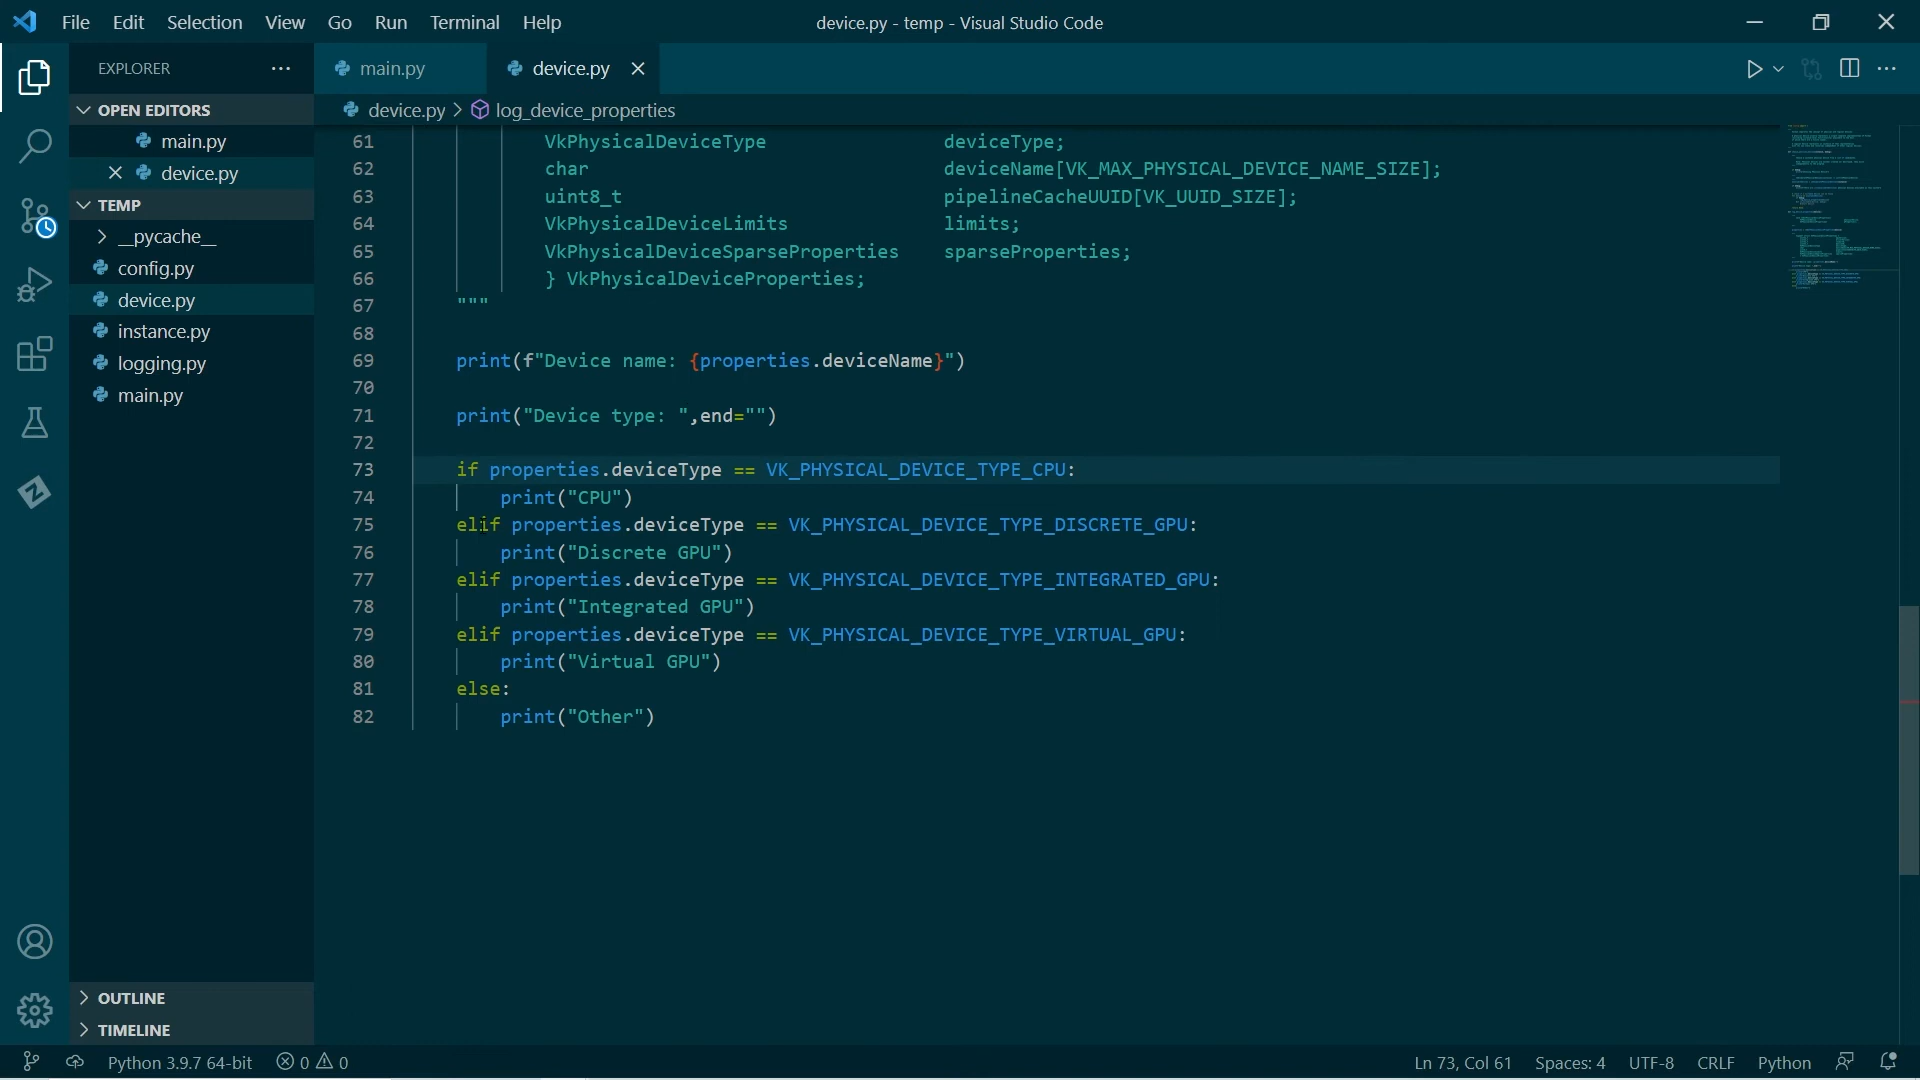 File Edit Selection View Go Run Terminal Help
device.py - temp - Visual Studio Code
EXPLORER
OPEN EDITORS
main.py
device.py
TEMP
__pycache__
config.py
device.py
instance.py
logging.py
main.py
OUTLINE
TIMELINE
main.py device.py
device.py > log_device_properties
61 VkPhysicalDeviceType deviceType;
62 char deviceName[VK_MAX_PHYSICAL_DEVICE_NAME_SIZE];
63 uint8_t pipelineCacheUUID[VK_UUID_SIZE];
64 VkPhysicalDeviceLimits limits;
65 VkPhysicalDeviceSparseProperties sparseProperties;
66 } VkPhysicalDeviceProperties;
67 """
68
69 print(f"Device name: {properties.deviceName}")
70
71 print("Device type: ",end="")
72
73 if properties.deviceType == VK_PHYSICAL_DEVICE_TYPE_CPU:
74 print("CPU")
75 elif properties.deviceType == VK_PHYSICAL_DEVICE_TYPE_DISCRETE_GPU:
76 print("Discrete GPU")
77 elif properties.deviceType == VK_PHYSICAL_DEVICE_TYPE_INTEGRATED_GPU:
78 print("Integrated GPU")
79 elif properties.deviceType == VK_PHYSICAL_DEVICE_TYPE_VIRTUAL_GPU:
80 print("Virtual GPU")
81 else:
82 print("Other")
Python 3.9.7 64-bit 0 0 Ln 73, Col 61 Spaces: 4 UTF-8 CRLF Python